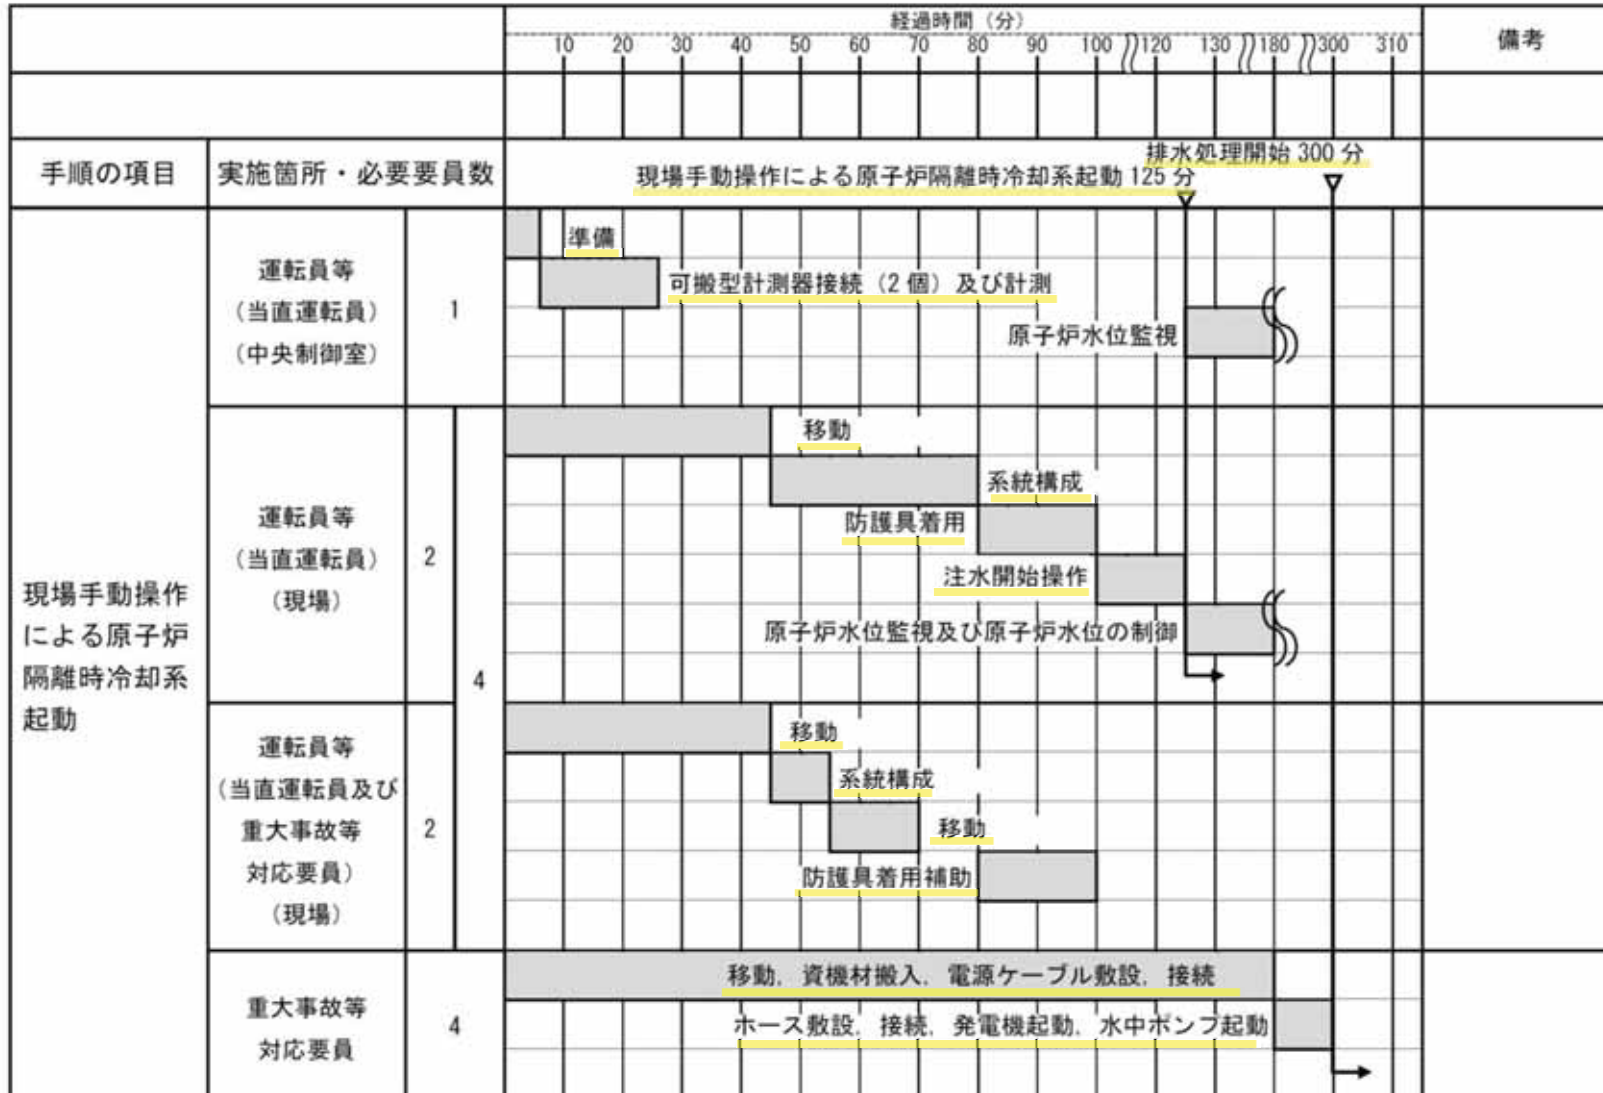 経過時間（分）
10 20 30 40 50 60 70 80 90 100 120 130 180 300 310
備考
手順の項目
実施箇所・必要要員数
排水処理開始 300 分
現場手動操作による原子炉隔離時冷却系起動 125 分
現場手動操作
による原子炉
隔離時冷却系
起動
運転員等
（当直運転員）
（中央制御室）
1
準備
可搬型計測器接続（2 個）及び計測
原子炉水位監視
運転員等
（当直運転員）
（現場）
2
4
移動
系統構成
防護具着用
注水開始操作
原子炉水位監視及び原子炉水位の制御
運転員等
（当直運転員及び
重大事故等
対応要員）
（現場）
2
移動
系統構成
移動
防護具着用補助
重大事故等
対応要員
4
移動，資機材搬入，電源ケーブル敷設，接続
ホース敷設，接続，発電機起動，水中ポンプ起動